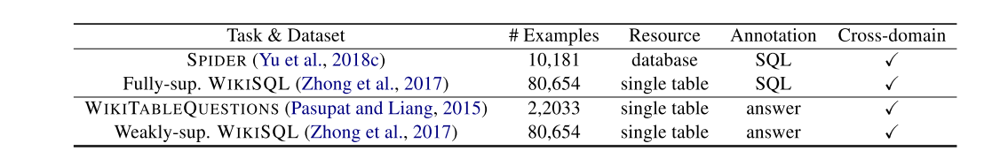 Task & Dataset # Examples Resource Annotation Cross-domain
SPIDER (Yu et al., 2018c) 10,181 database SQL ✓
Fully-sup. WIKISQL (Zhong et al., 2017) 80,654 single table SQL ✓
WIKITABLEQUESTIONS (Pasupat and Liang, 2015) 2,2033 single table answer ✓
Weakly-sup. WIKISQL (Zhong et al., 2017) 80,654 single table answer ✓